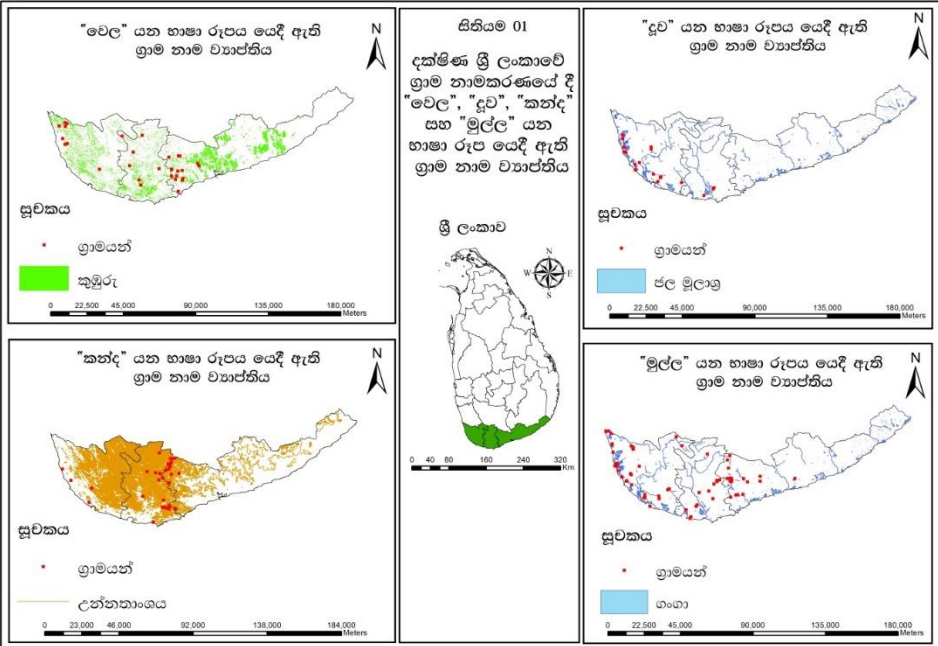 "වෙල" යන භාෂා රූපය යෙදී ඇති
ග්‍රාම නාම ව්‍යාප්තිය
N
සූචකය
ග්‍රාමයන්
කුඹුරු
0 22,500 45,000 90,000 135,000 180,000
Meters
"කන්ද" යන භාෂා රූපය යෙදී ඇති
ග්‍රාම නාම ව්‍යාප්තිය
N
සූචකය
ග්‍රාමයන්
උන්නතාංශය
0 23,000 46,000 92,000 138,000 184,000
Meters
සිතියම 01
දක්ෂිණ ශ්‍රී ලංකාවේ
ග්‍රාම නාමකරණයේ දී
"වෙල", "දූව", "කන්ද"
සහ "මුල්ල" යන
භාෂා රූප යෙදී ඇති
ග්‍රාම නාම ව්‍යාප්තිය
ශ්‍රී ලංකාව
N
W E
S
0 40 80 160 240 320
Km
"දූව" යන භාෂා රූපය යෙදී ඇති
ග්‍රාම නාම ව්‍යාප්තිය
N
සූචකය
ග්‍රාමයන්
ජල මූලාශ්‍ර
0 22,500 45,000 90,000 135,000 180,000
Meters
"මුල්ල" යන භාෂා රූපය යෙදී ඇති
ග්‍රාම නාම ව්‍යාප්තිය
N
සූචකය
ග්‍රාමයන්
ගංගා
0 22,500 45,000 90,000 135,000 180,000
Meters